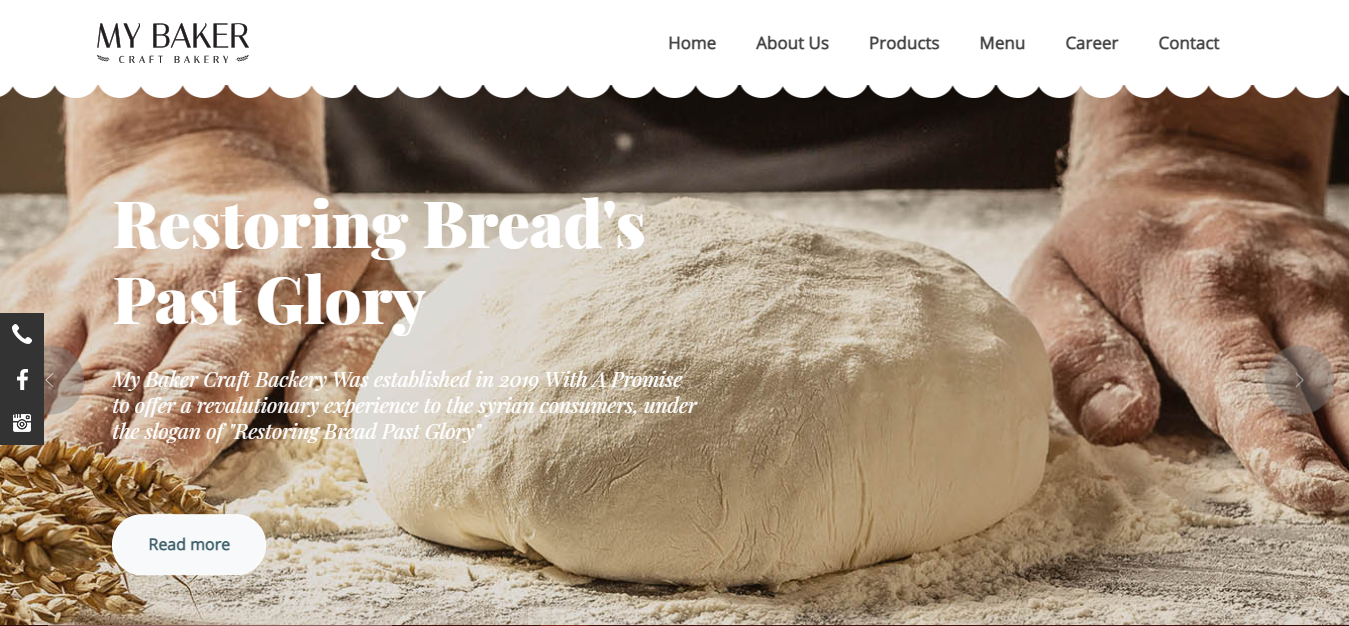 MY BAKER
CRAFT BAKERY
Home About Us Products Menu Career Contact
Restoring Bread's
Past Glory
My Baker Craft Backery Was established in 2019 With A Promise
to offer a revalutionary experience to the syrian consumers, under
the slogan of "Restoring Bread Past Glory"
Read more